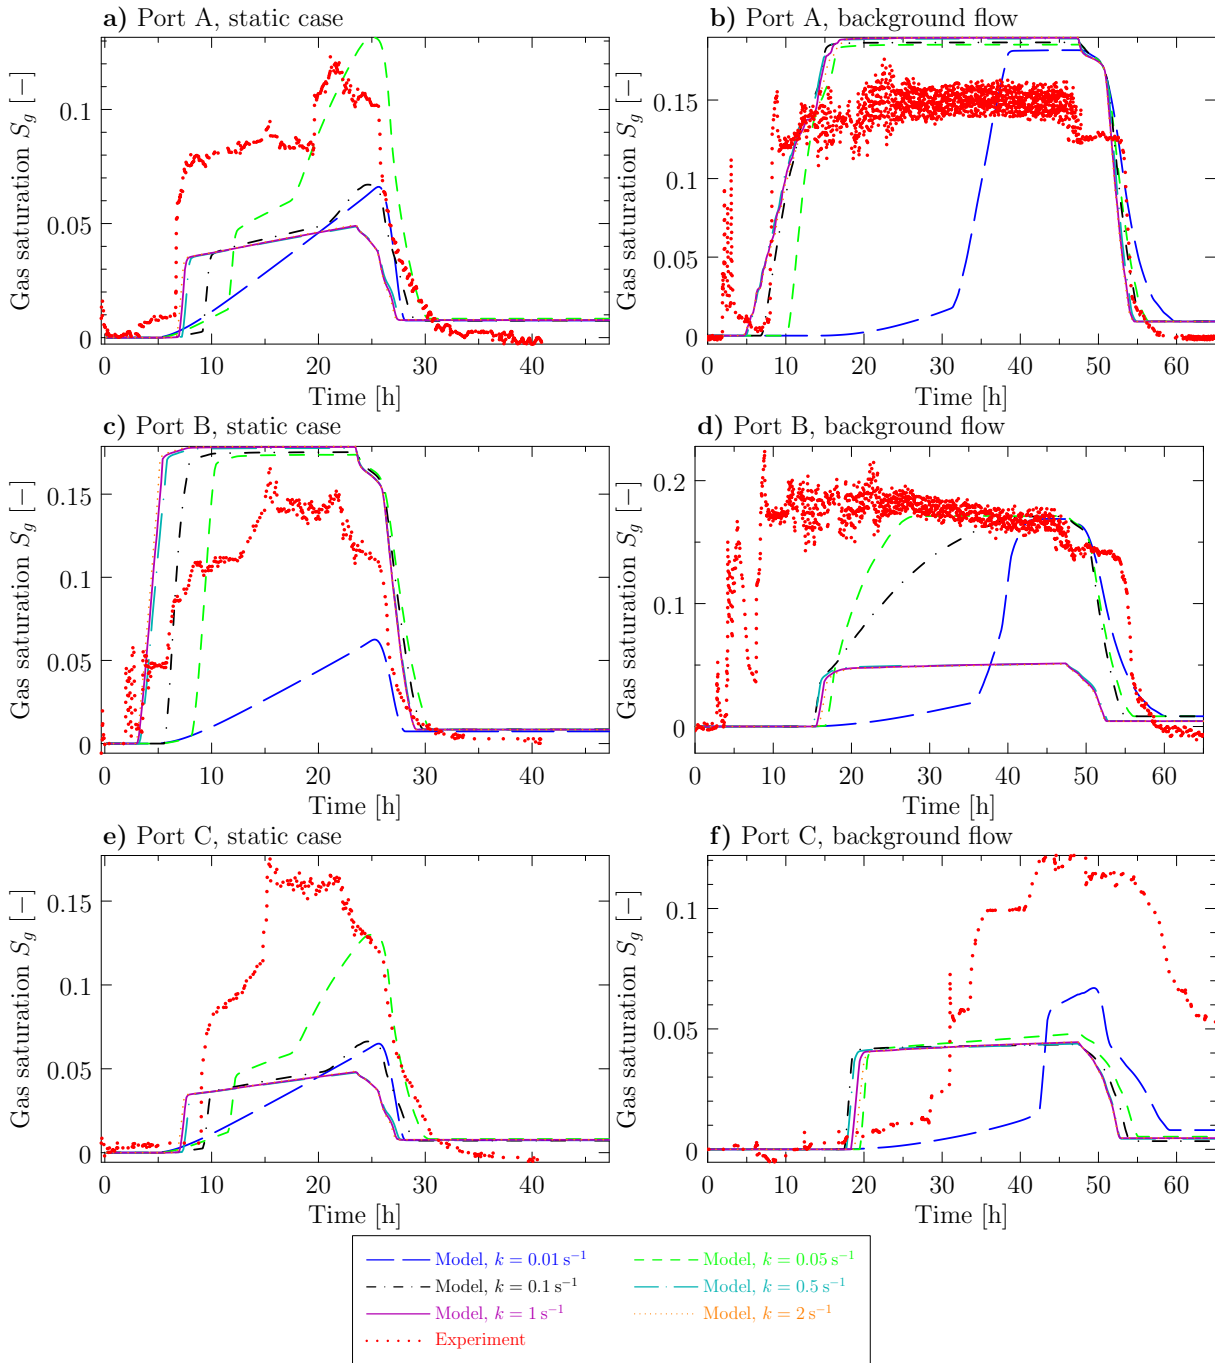 a) Port A, static case
b) Port A, background flow
Gas saturation S_g [−]
0.1
0.05
0
0 10 20 30 40
Time [h]
Gas saturation S_g [−]
0.15
0.1
0.05
0
0 10 20 30 40 50 60
Time [h]
c) Port B, static case
d) Port B, background flow
Gas saturation S_g [−]
0.15
0.1
0.05
0
0 10 20 30 40
Time [h]
Gas saturation S_g [−]
0.2
0.1
0
0 10 20 30 40 50 60
Time [h]
e) Port C, static case
f) Port C, background flow
Gas saturation S_g [−]
0.15
0.1
0.05
0
0 10 20 30 40
Time [h]
Gas saturation S_g [−]
0.1
0.05
0
0 10 20 30 40 50 60
Time [h]
Model, k = 0.01 s⁻¹
Model, k = 0.05 s⁻¹
Model, k = 0.1 s⁻¹
Model, k = 0.5 s⁻¹
Model, k = 1 s⁻¹
Model, k = 2 s⁻¹
Experiment